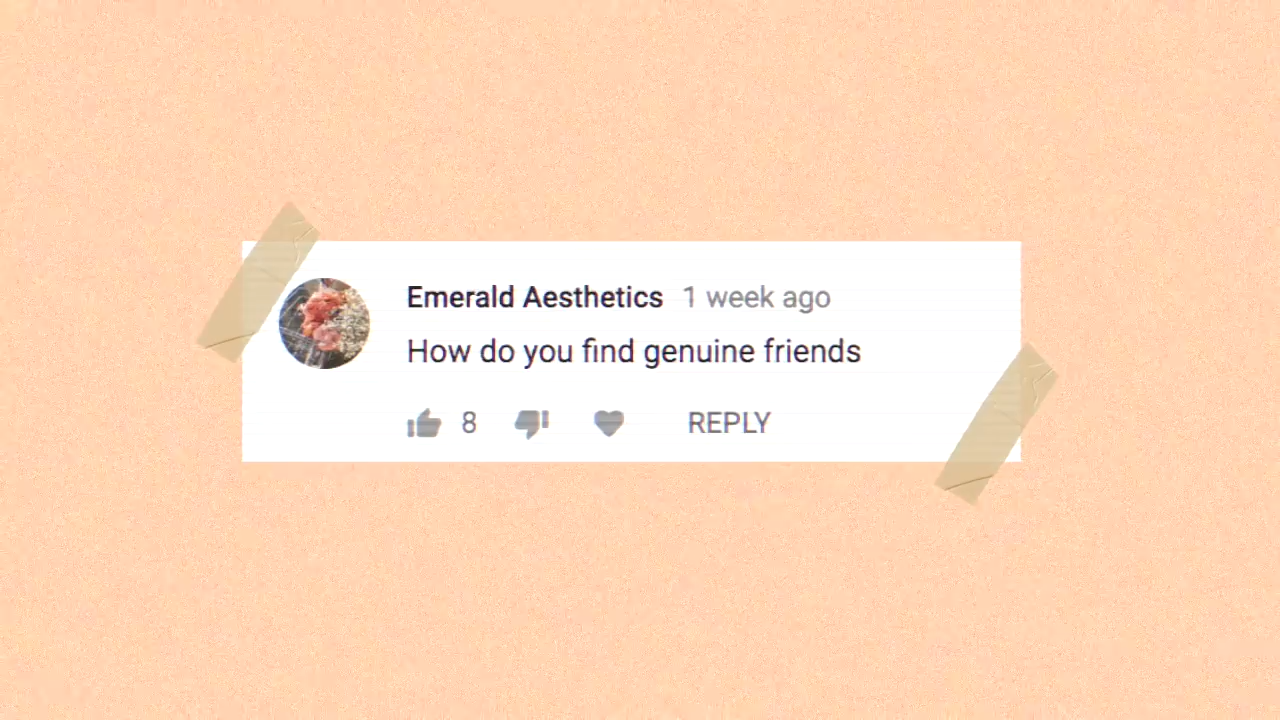 Emerald Aesthetics 1 week ago
How do you find genuine friends
8 REPLY